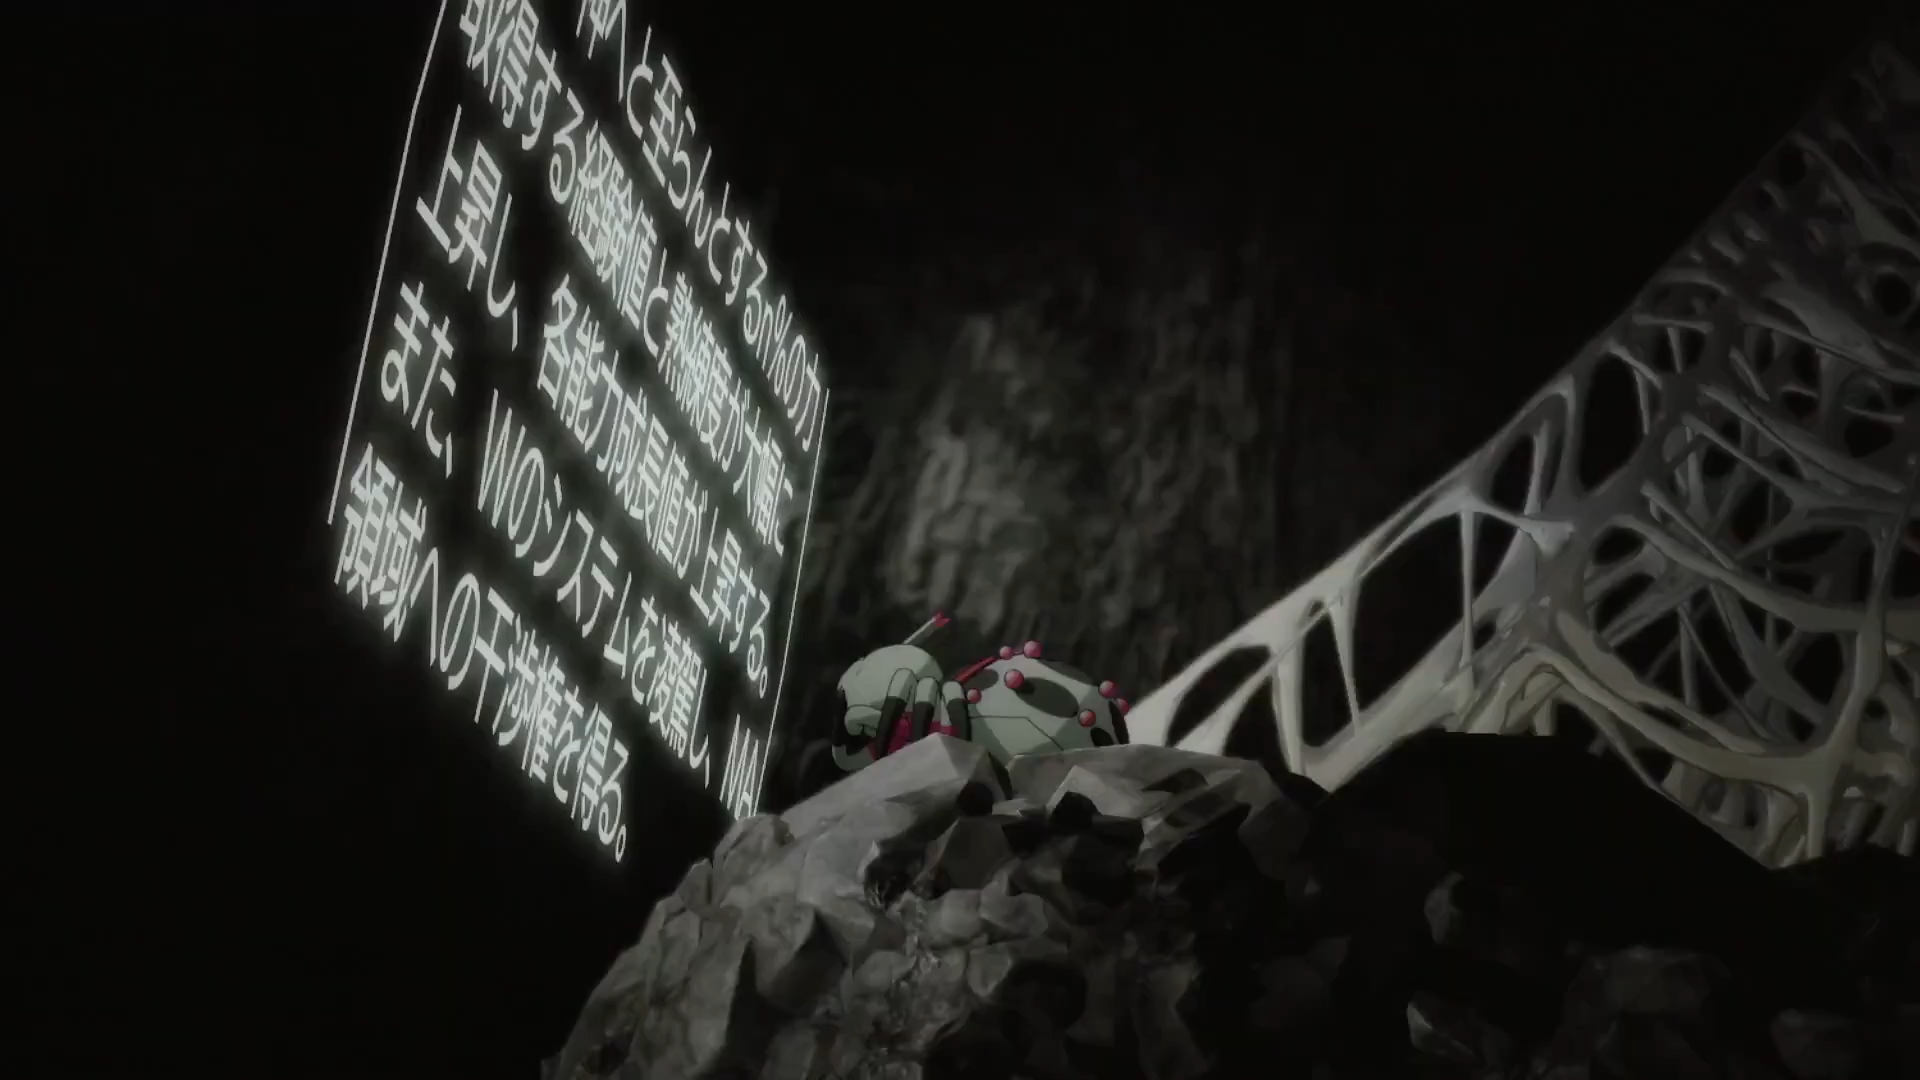 神へと至らんとするn%の力
取得する経験値と熟練度が大幅に
上昇し、各能力成長値が上昇する。
また、Wのシステムを凌駕し、MA
領域への干渉権を得る。